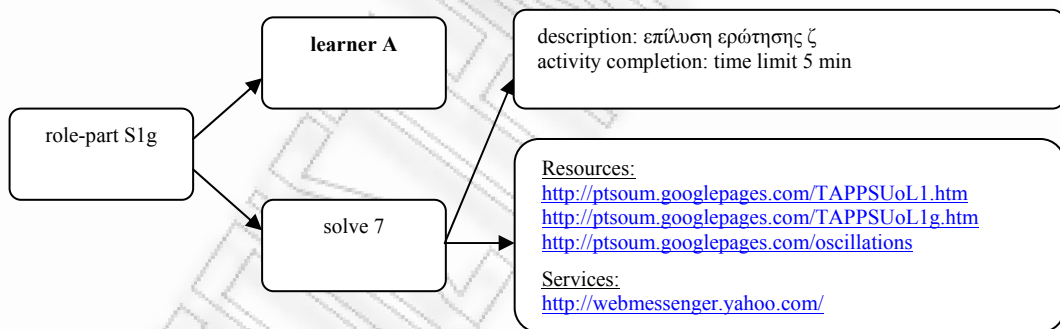 role-part S1g
learner A
solve 7
description: επίλυση ερώτησης ζ
activity completion: time limit 5 min
Resources:
http://ptsoum.googlepages.com/TAPPSUoL1.htm
http://ptsoum.googlepages.com/TAPPSUoL1g.htm
http://ptsoum.googlepages.com/oscillations
Services:
http://webmessenger.yahoo.com/